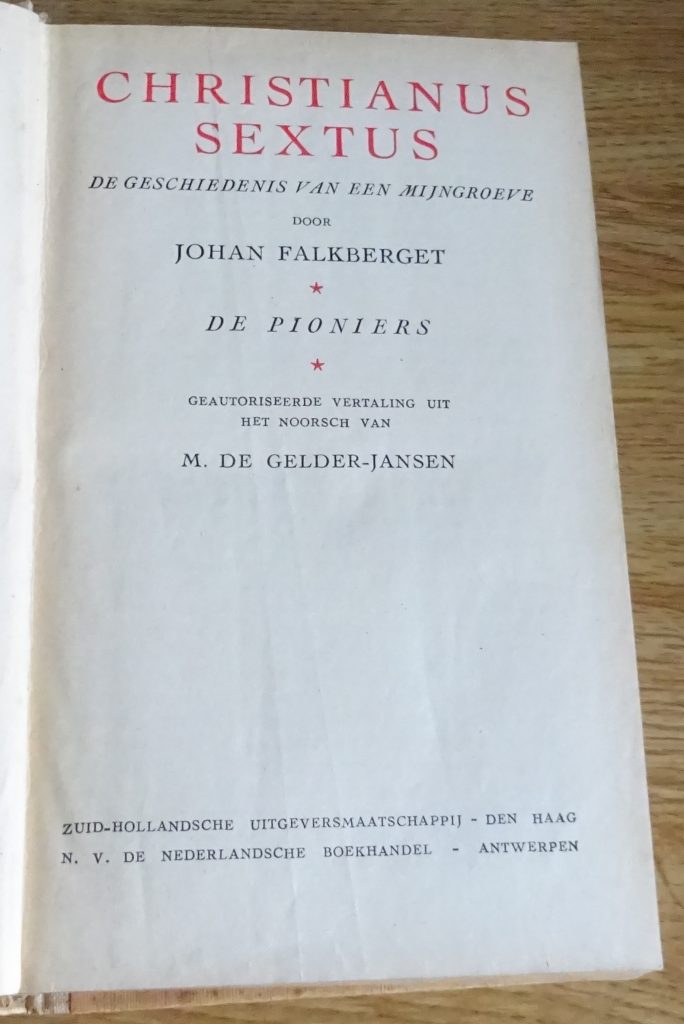 CHRISTIANUS
SEXTUS
DE GESCHIEDENIS VAN EEN MIJNGROEVE
DOOR
JOHAN FALKBERGET
★
DE PIONIERS
★
GEAUTORISEERDE VERTALING UIT
HET NOORSCH VAN
M. DE GELDER-JANSEN
ZUID-HOLLANDSCHE UITGEVERSMAATSCHAPPIJ - DEN HAAG
N. V. DE NEDERLANDSCHE BOEKHANDEL - ANTWERPEN